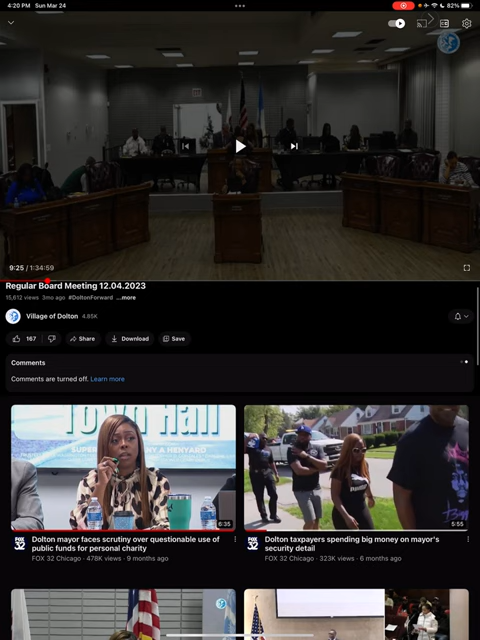 4:20 PM Sun Mar 24
82%
9:25 / 1:34:59
Regular Board Meeting 12.04.2023
15,612 views 3mo ago #DoltonForward ...more
Village of Dolton 4.85K
167
Share
Download
Save
Comments
Comments are turned off. Learn more
Town Hall
6:35
5:55
FOX 32
Dolton mayor faces scrutiny over questionable use of
public funds for personal charity
FOX 32 Chicago · 478K views · 9 months ago
FOX 32
Dolton taxpayers spending big money on mayor's
security detail
FOX 32 Chicago · 323K views · 6 months ago